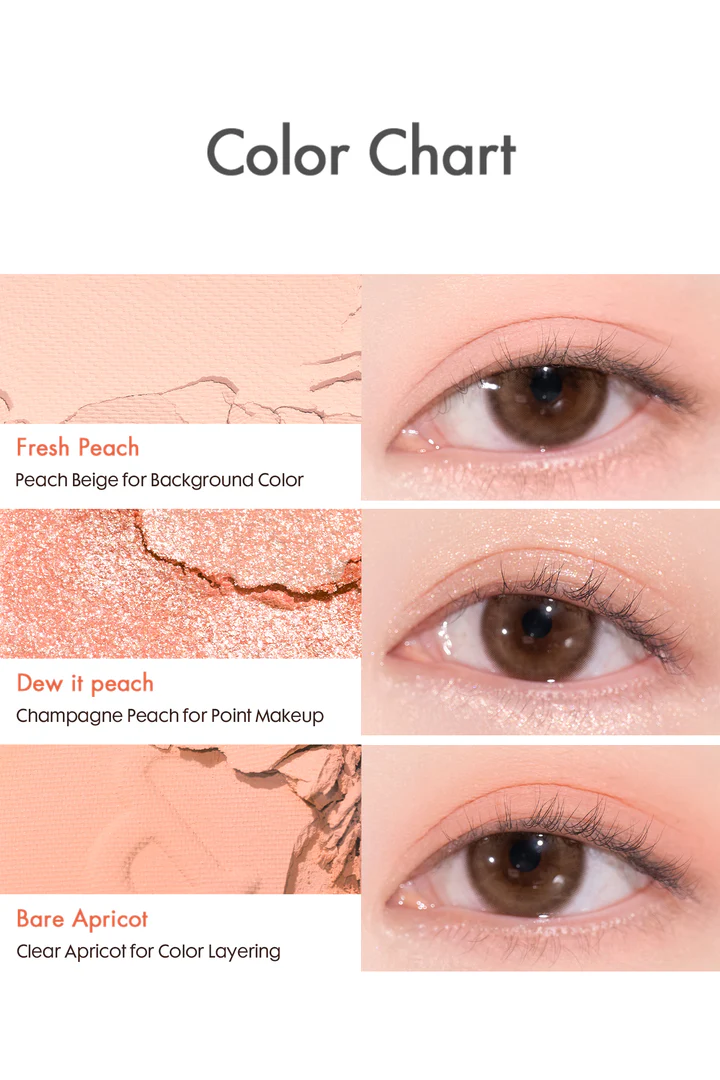 Color Chart
Fresh Peach
Peach Beige for Background Color
Dew it peach
Champagne Peach for Point Makeup
Bare Apricot
Clear Apricot for Color Layering